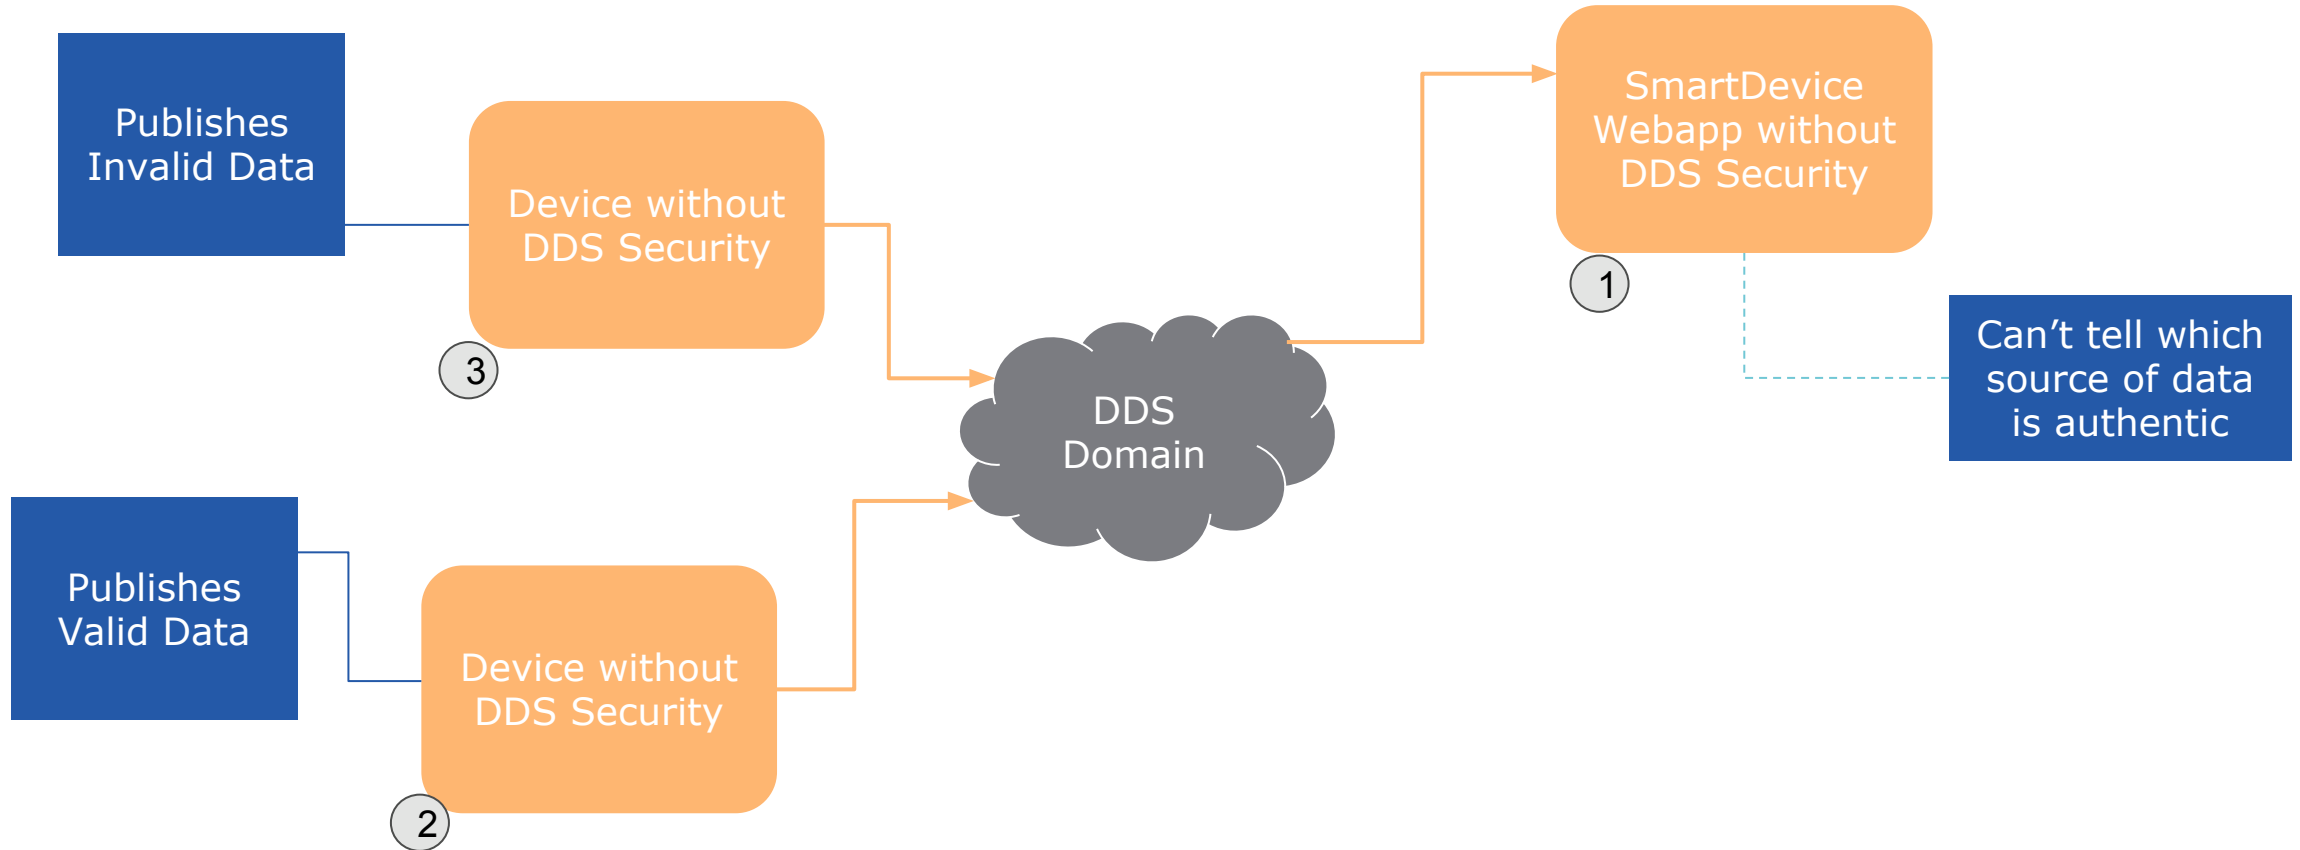 Publishes
Invalid Data
Device without
DDS Security
3
SmartDevice
Webapp without
DDS Security
1
Can’t tell which
source of data
is authentic
DDS
Domain
Publishes
Valid Data
Device without
DDS Security
2